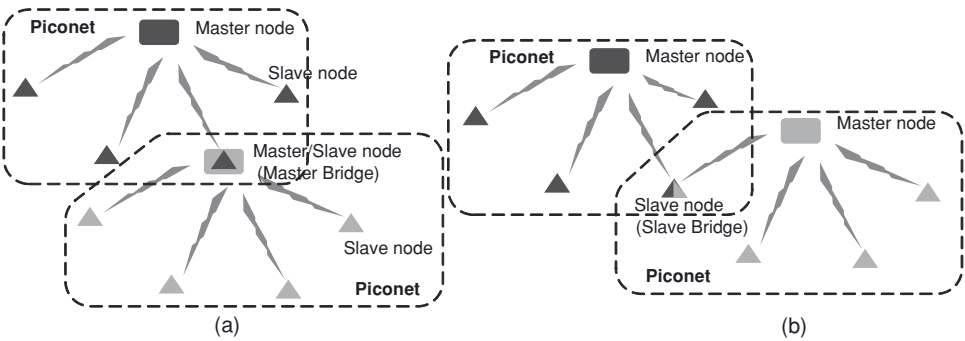 Piconet
Master node
Slave node
Master/Slave node
(Master Bridge)
Slave node
Piconet
(a)
Piconet
Master node
Master node
Slave node
(Slave Bridge)
Piconet
(b)